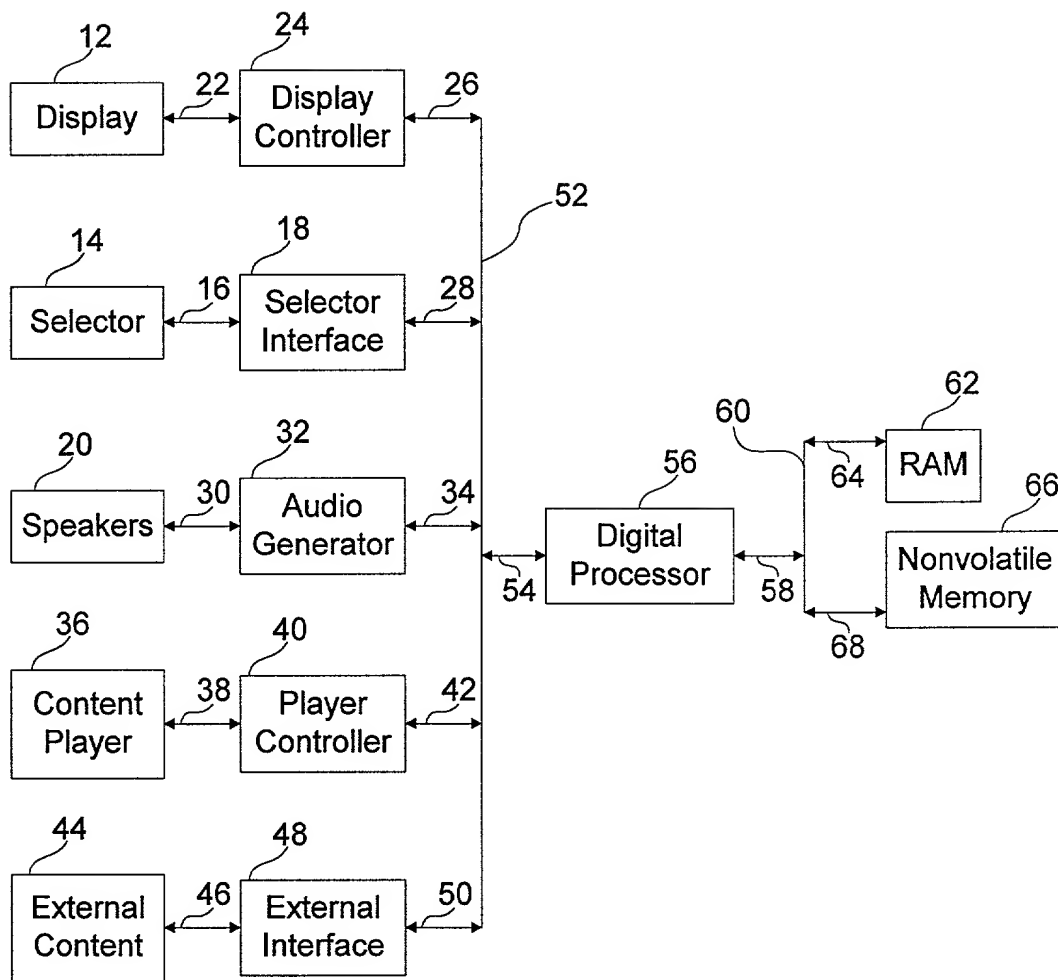 12
Display
22
24
Display
Controller
26
52
14
Selector
16
18
Selector
Interface
28
20
Speakers
30
32
Audio
Generator
34
36
Content
Player
38
40
Player
Controller
42
44
External
Content
46
48
External
Interface
50
54
56
Digital
Processor
58
60
62
RAM
64
66
Nonvolatile
Memory
68